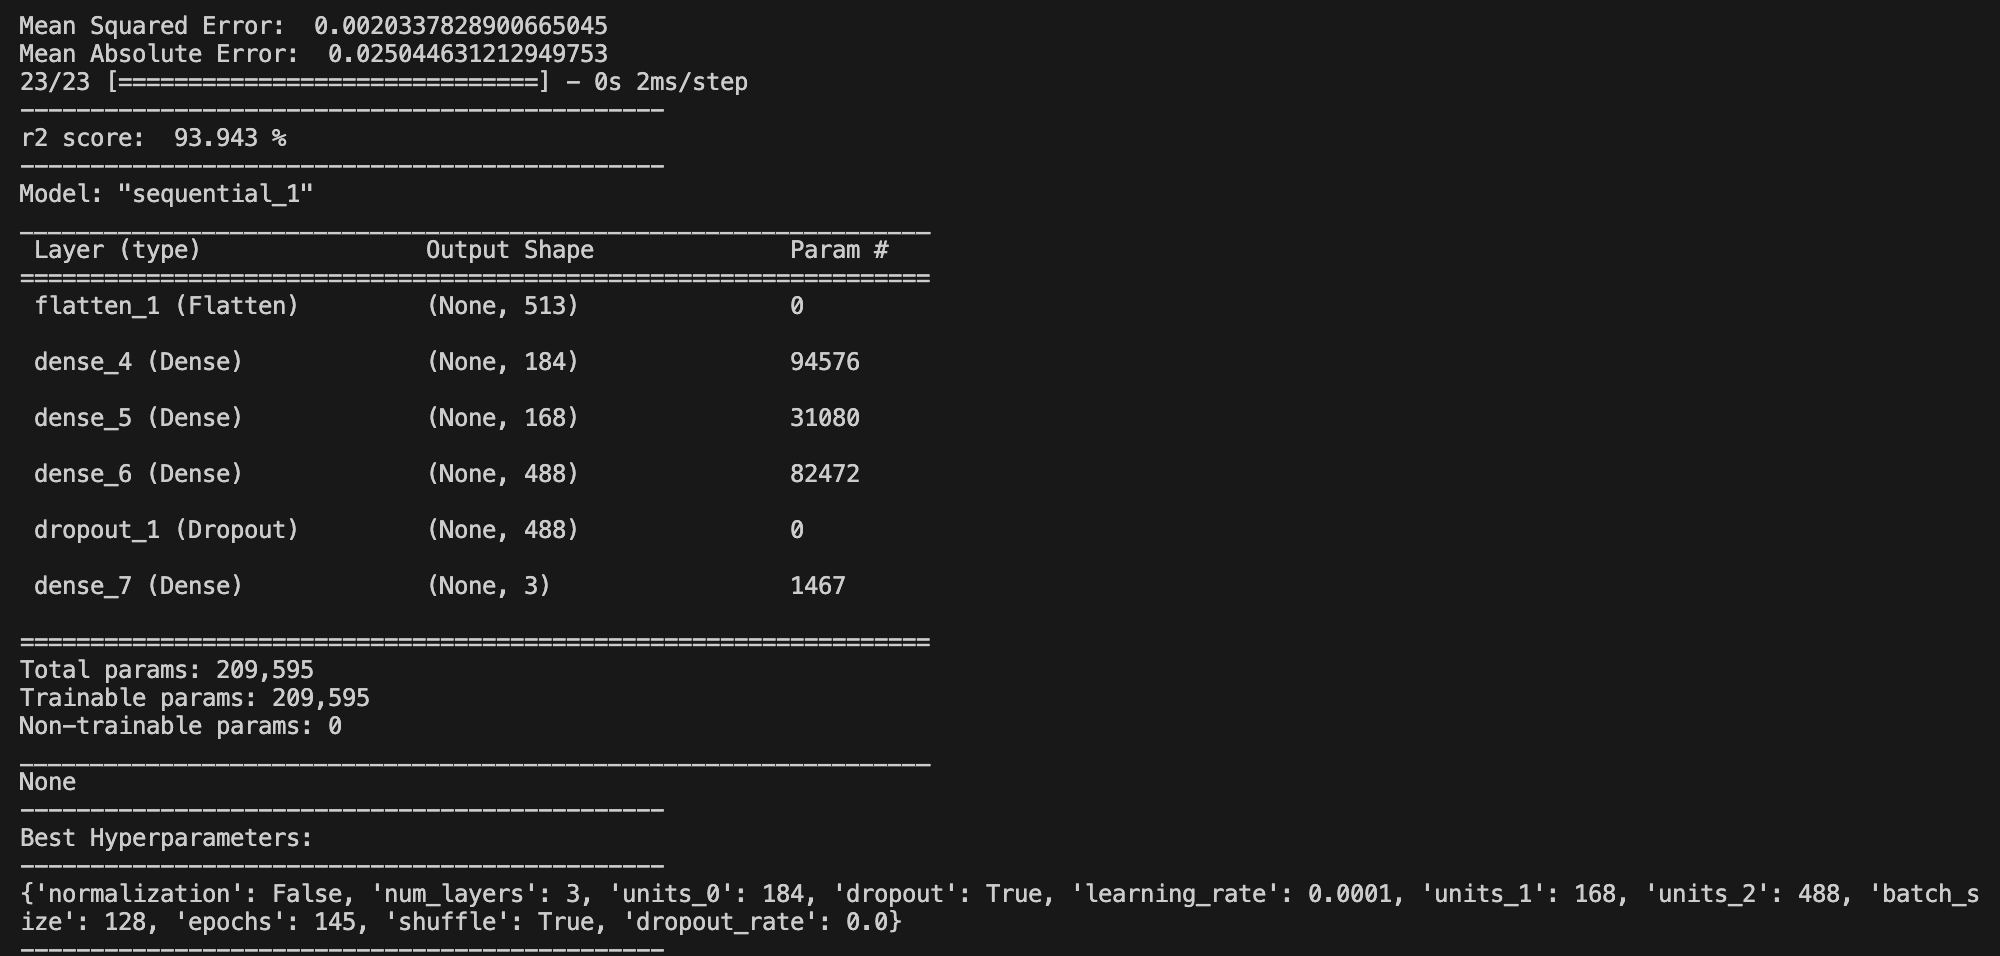 Mean Squared Error:  0.0020337828900665045
Mean Absolute Error:  0.025044631212949753
23/23 [==============================] - 0s 2ms/step
----------------------------------------------
r2 score:  93.943 %
----------------------------------------------
Model: "sequential_1"
_________________________________________________________________
 Layer (type)                Output Shape              Param #
=================================================================
 flatten_1 (Flatten)         (None, 513)               0
 dense_4 (Dense)             (None, 184)               94576
 dense_5 (Dense)             (None, 168)               31080
 dense_6 (Dense)             (None, 488)               82472
 dropout_1 (Dropout)         (None, 488)               0
 dense_7 (Dense)             (None, 3)                 1467
=================================================================
Total params: 209,595
Trainable params: 209,595
Non-trainable params: 0
_________________________________________________________________
None
----------------------------------------------
Best Hyperparameters:
----------------------------------------------
{'normalization': False, 'num_layers': 3, 'units_0': 184, 'dropout': True, 'learning_rate': 0.0001, 'units_1': 168, 'units_2': 488, 'batch_s
ize': 128, 'epochs': 145, 'shuffle': True, 'dropout_rate': 0.0}
----------------------------------------------